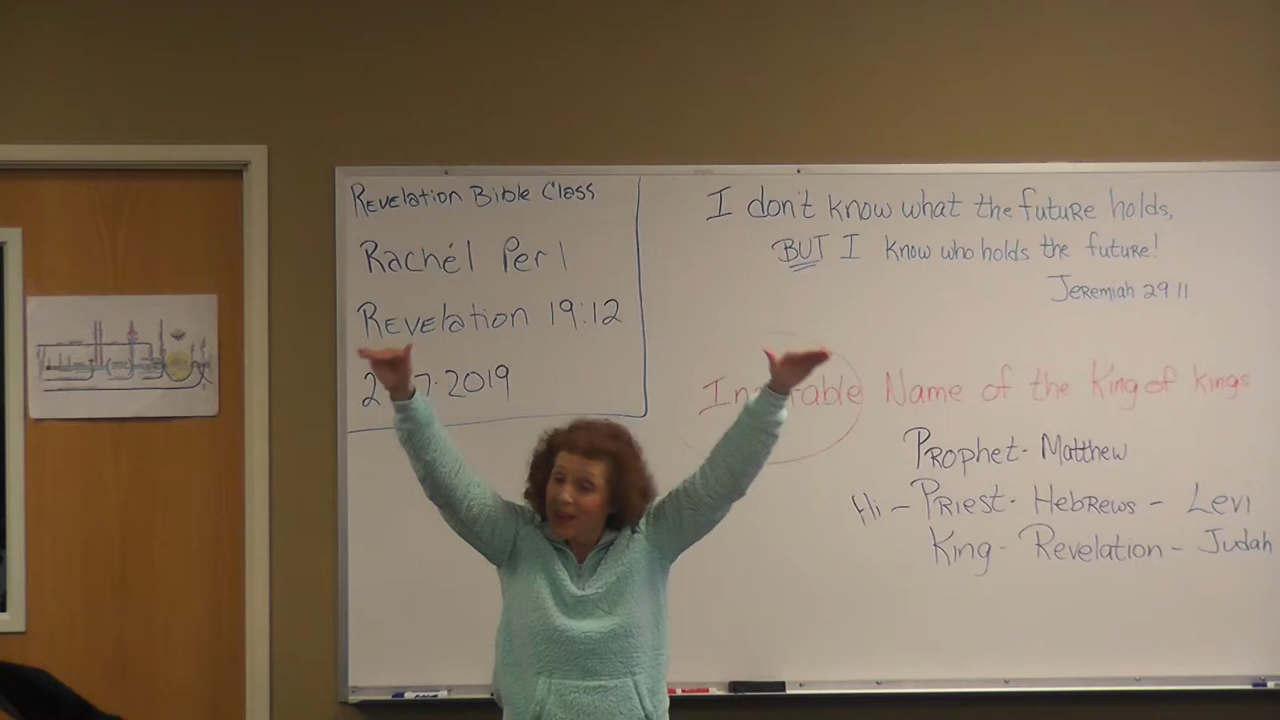 Revelation Bible Class
Rachél Perl
Revelation 19:12
2 7.2019
I don't know what the future holds,
BUT I know who holds the future!
Jeremiah 29 11
Name of the King of Kings
Prophet - Matthew
Hi - Priest - Hebrews - Levi
King - Revelation - Judah